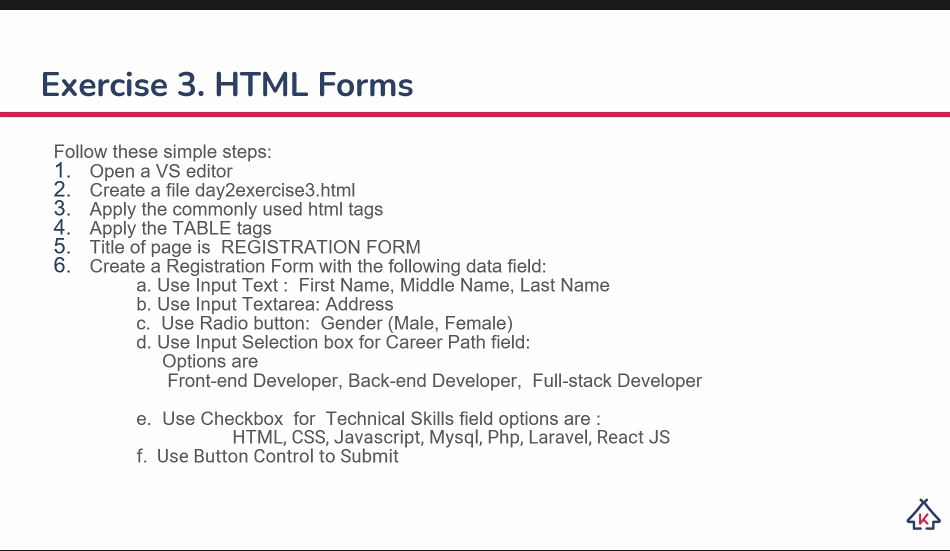 Exercise 3. HTML Forms
Follow these simple steps:
1. Open a VS editor
2. Create a file day2exercise3.html
3. Apply the commonly used html tags
4. Apply the TABLE tags
5. Title of page is  REGISTRATION FORM
6. Create a Registration Form with the following data field:
a. Use Input Text :  First Name, Middle Name, Last Name
b. Use Input Textarea: Address
c.  Use Radio button:  Gender (Male, Female)
d. Use Input Selection box for Career Path field:
Options are
Front-end Developer, Back-end Developer,  Full-stack Developer
e.  Use Checkbox  for  Technical Skills field options are :
HTML, CSS, Javascript, Mysql, Php, Laravel, React JS
f.  Use Button Control to Submit
K